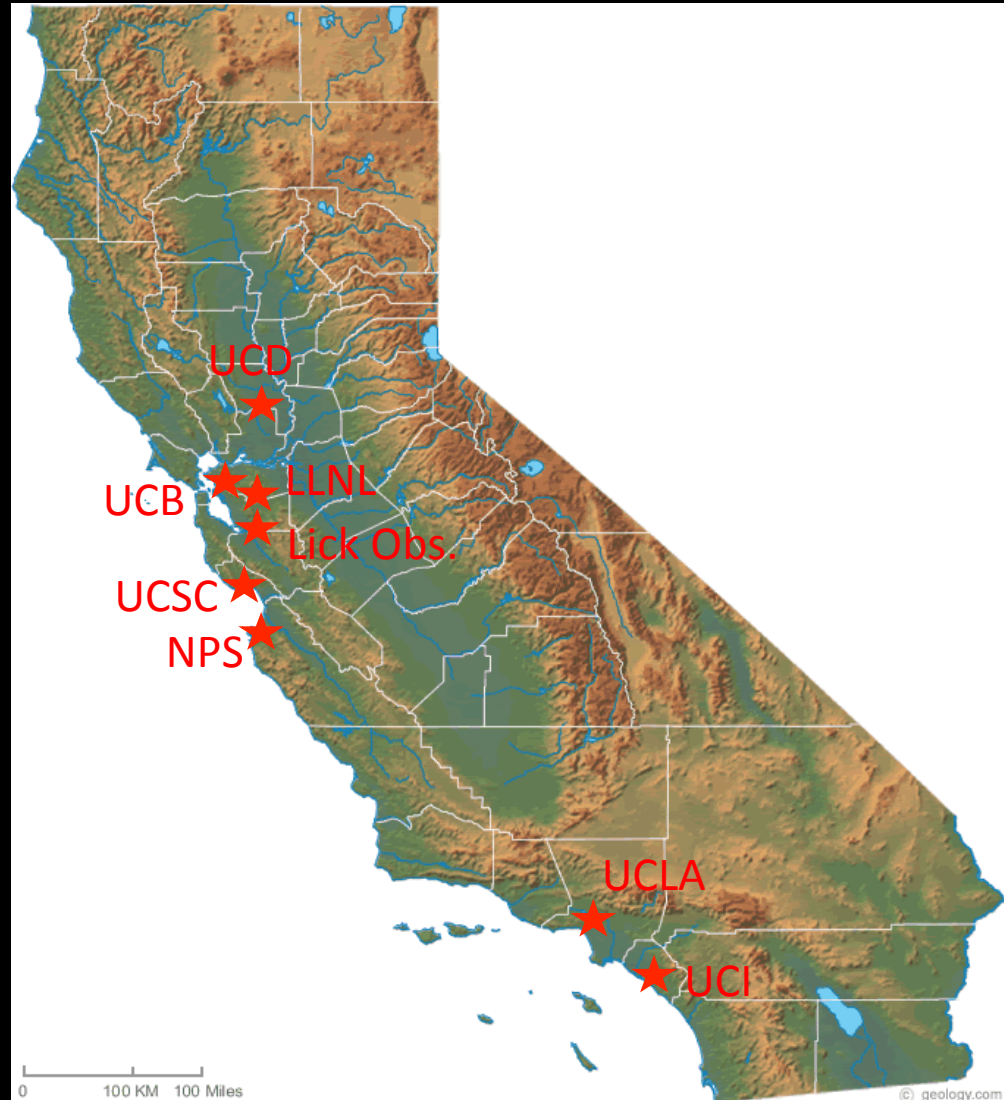 UCD
LLNL
UCB
Lick Obs.
UCSC
NPS
UCLA
UCI
0 100 KM 100 Miles
© geology.com